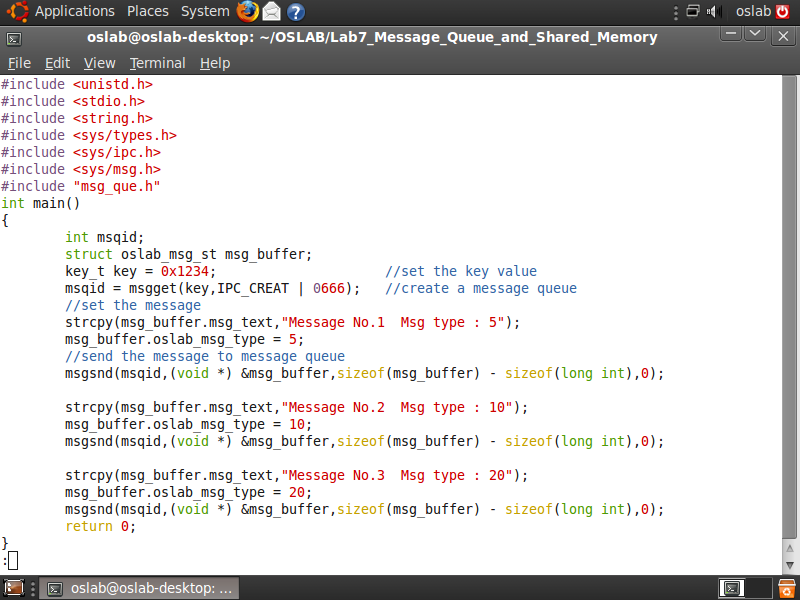 Applications Places System oslab
oslab@oslab-desktop: ~/OSLAB/Lab7_Message_Queue_and_Shared_Memory
File Edit View Terminal Help
#include <unistd.h>
#include <stdio.h>
#include <string.h>
#include <sys/types.h>
#include <sys/ipc.h>
#include <sys/msg.h>
#include "msg_que.h"
int main()
{
        int msqid;
        struct oslab_msg_st msg_buffer;
        key_t key = 0x1234;                     //set the key value
        msqid = msgget(key,IPC_CREAT | 0666);   //create a message queue
        //set the message
        strcpy(msg_buffer.msg_text,"Message No.1  Msg type : 5");
        msg_buffer.oslab_msg_type = 5;
        //send the message to message queue
        msgsnd(msqid,(void *) &msg_buffer,sizeof(msg_buffer) - sizeof(long int),0);

        strcpy(msg_buffer.msg_text,"Message No.2  Msg type : 10");
        msg_buffer.oslab_msg_type = 10;
        msgsnd(msqid,(void *) &msg_buffer,sizeof(msg_buffer) - sizeof(long int),0);

        strcpy(msg_buffer.msg_text,"Message No.3  Msg type : 20");
        msg_buffer.oslab_msg_type = 20;
        msgsnd(msqid,(void *) &msg_buffer,sizeof(msg_buffer) - sizeof(long int),0);
        return 0;
}
:
oslab@oslab-desktop: ...